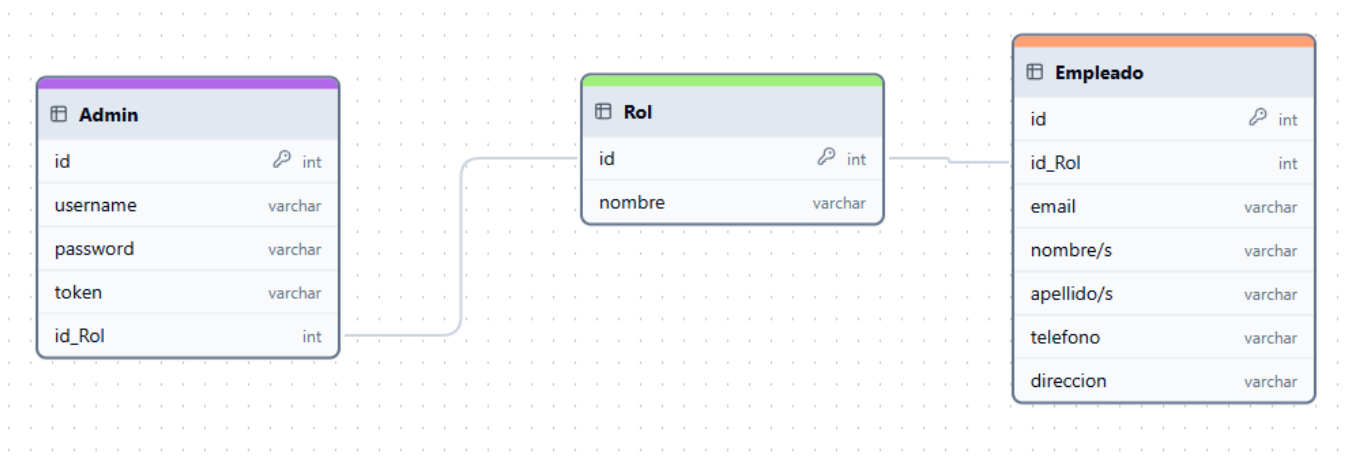 Admin
id int
username varchar
password varchar
token varchar
id_Rol int
Rol
id int
nombre varchar
Empleado
id int
id_Rol int
email varchar
nombre/s varchar
apellido/s varchar
telefono varchar
direccion varchar